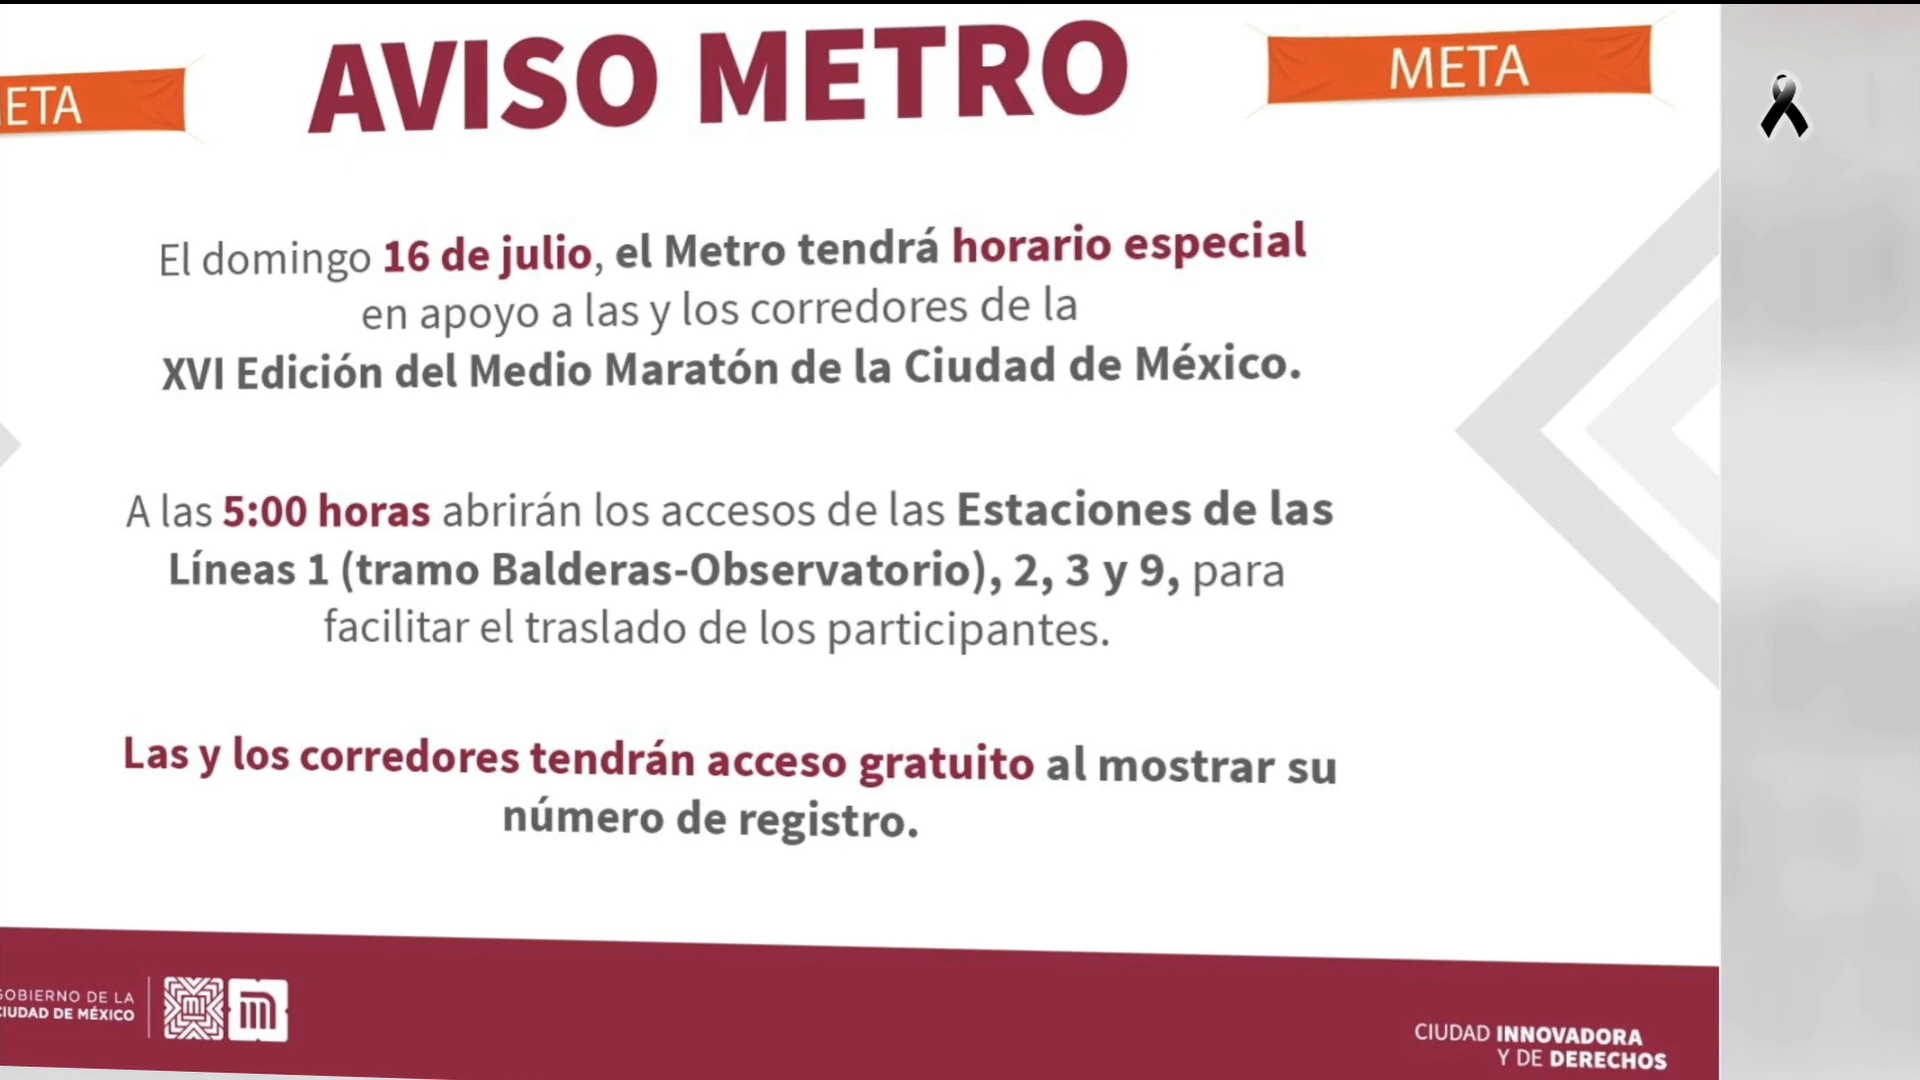 ETA
AVISO METRO
META
El domingo 16 de julio, el Metro tendrá horario especial
en apoyo a las y los corredores de la
XVI Edición del Medio Maratón de la Ciudad de México.
A las 5:00 horas abrirán los accesos de las Estaciones de las
Líneas 1 (tramo Balderas-Observatorio), 2, 3 y 9, para
facilitar el traslado de los participantes.
Las y los corredores tendrán acceso gratuito al mostrar su
número de registro.
GOBIERNO DE LA
CIUDAD DE MÉXICO
CIUDAD INNOVADORA
Y DE DERECHOS